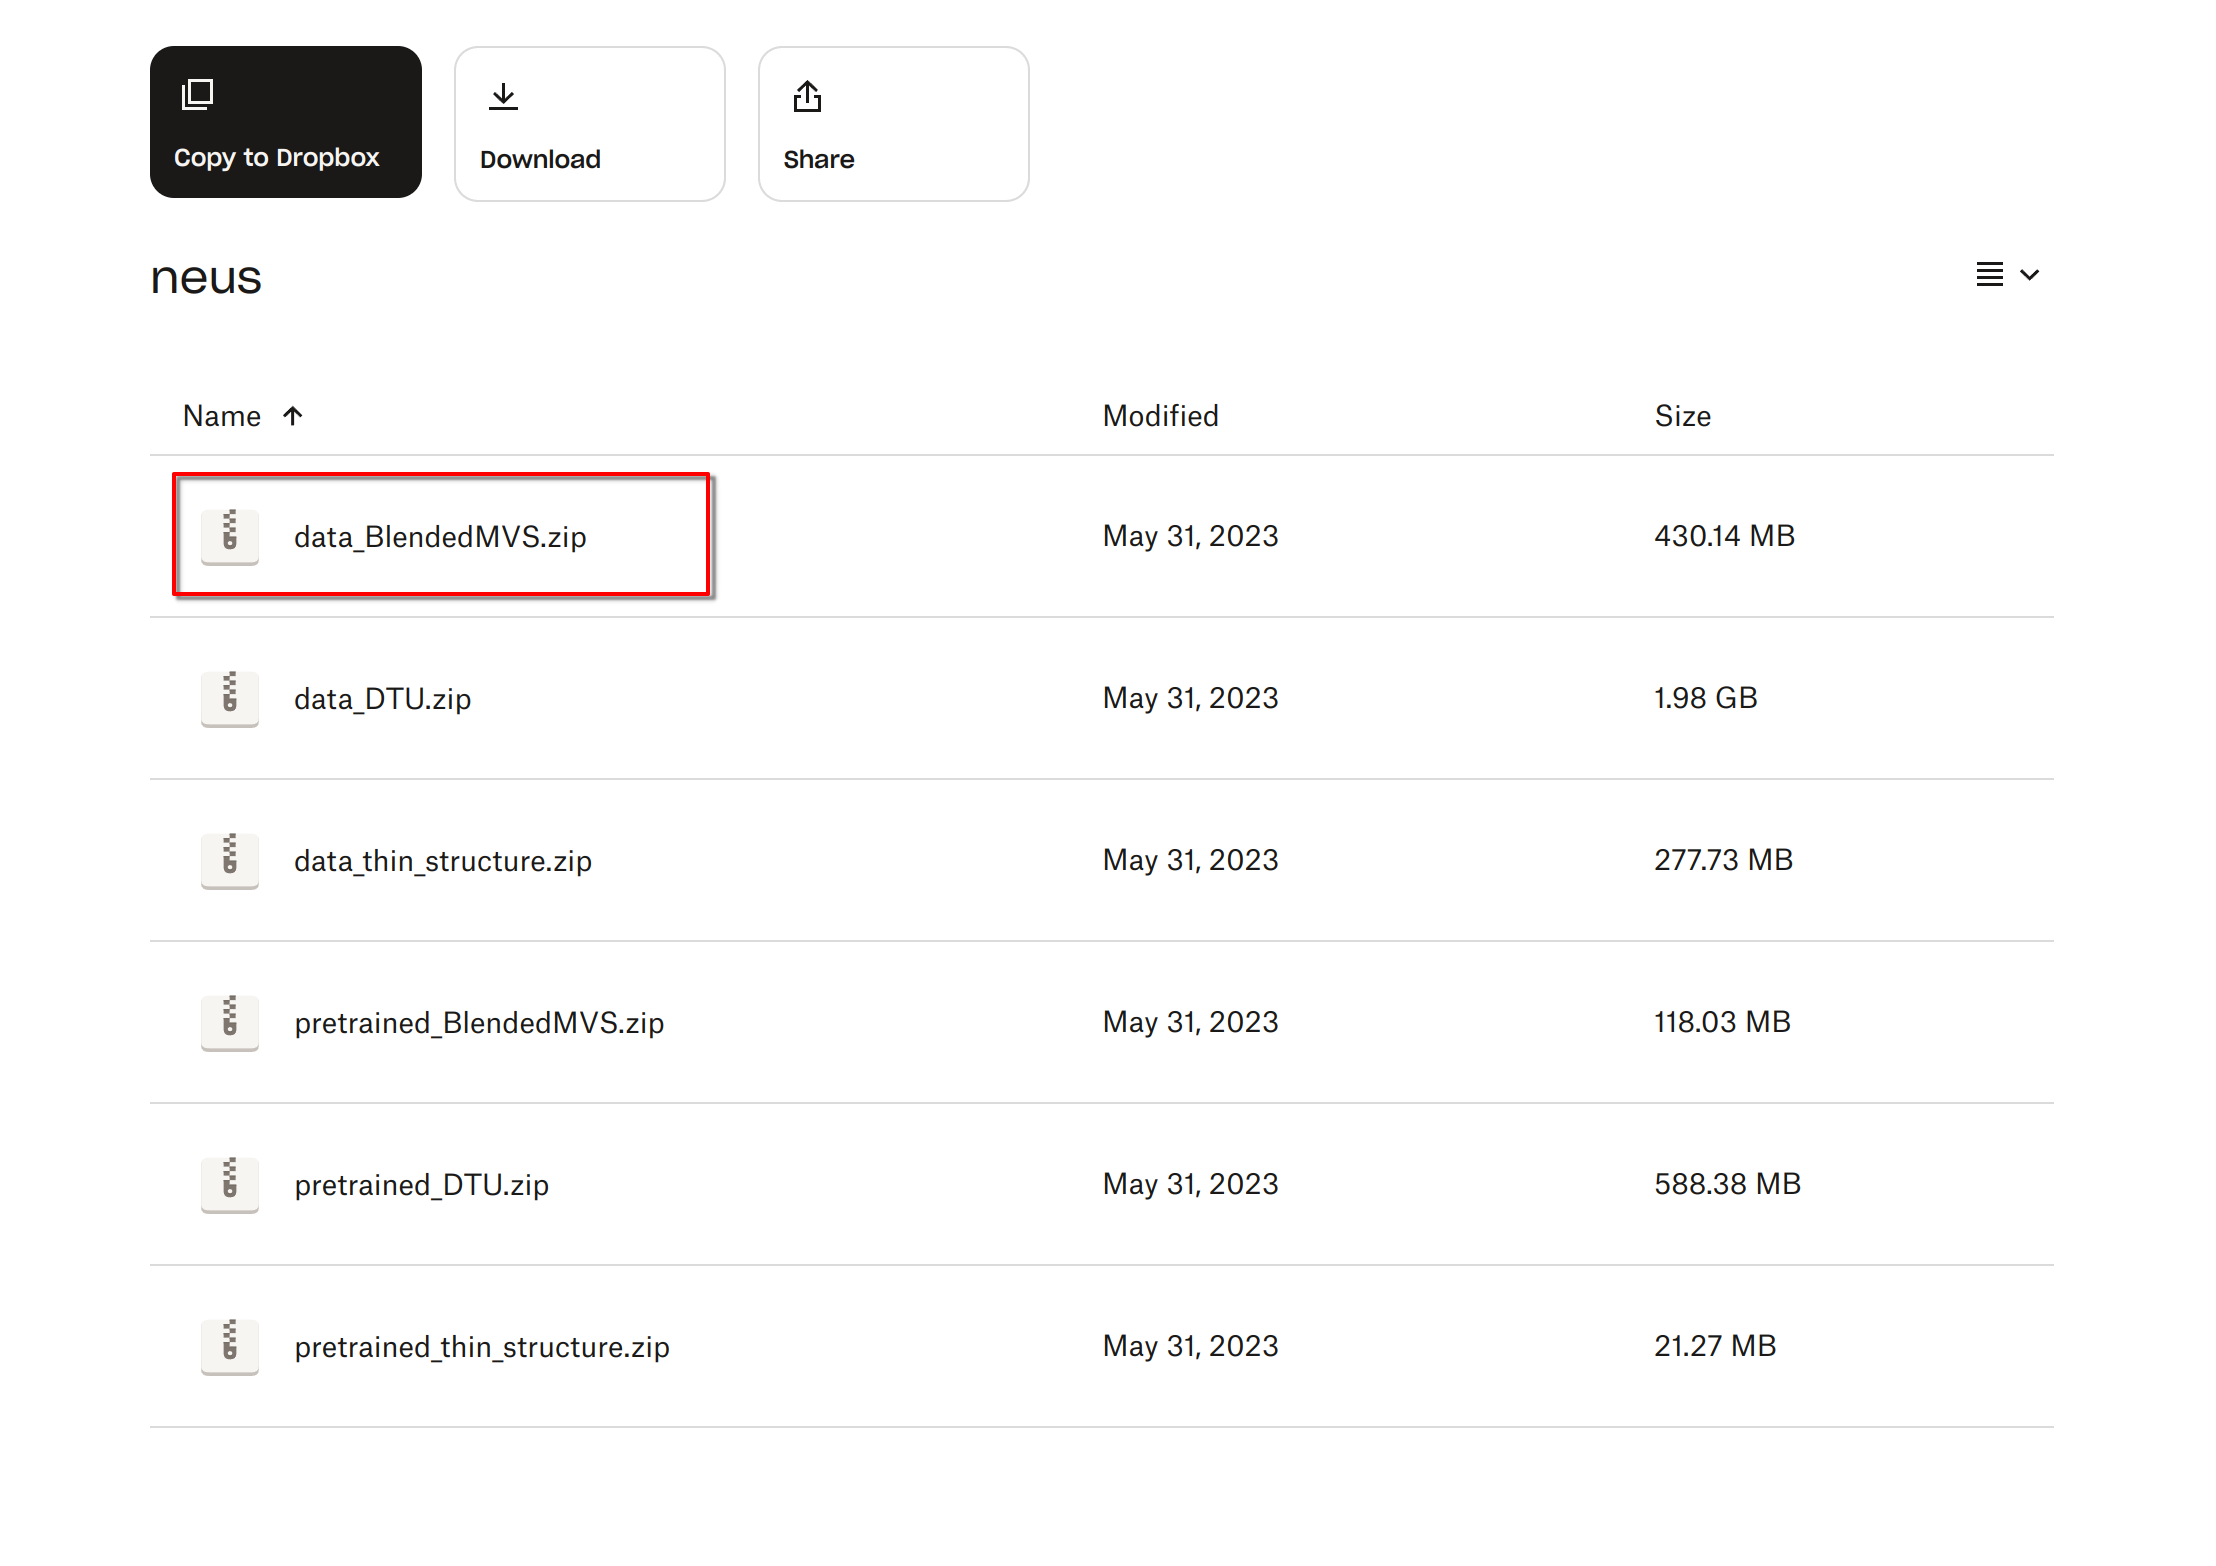 Copy to Dropbox
Download
Share
neus
Name Modified Size
data_BlendedMVS.zip May 31, 2023 430.14 MB
data_DTU.zip May 31, 2023 1.98 GB
data_thin_structure.zip May 31, 2023 277.73 MB
pretrained_BlendedMVS.zip May 31, 2023 118.03 MB
pretrained_DTU.zip May 31, 2023 588.38 MB
pretrained_thin_structure.zip May 31, 2023 21.27 MB